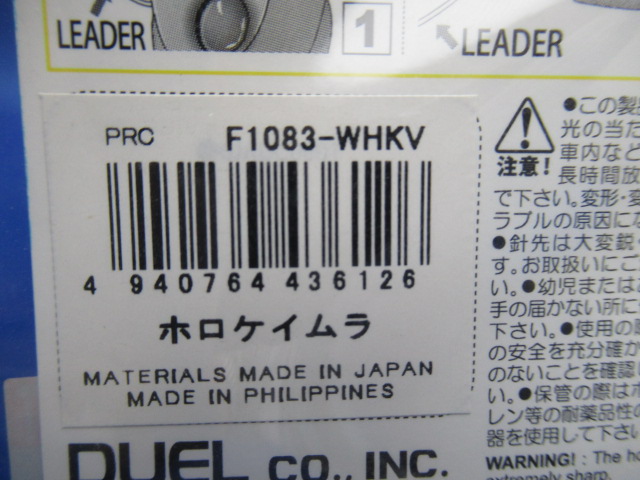 LEADER
1
LEADER
PRC F1083-WHKV
4 940764 436126
ホロケイムラ
MATERIALS MADE IN JAPAN
MADE IN PHILIPPINES
DUEL CO., INC.
注意!
●この製
光の当た
車内など
長時間放
で下さい。変形・変
ラブルの原因にな
●針先は大変鋭
す。お取扱いにご
い。●幼児または
手の届かない所に
下さい。●使用の
の安全を充分確か
のないことを確認
い。●保管の際は
レン等の耐薬品性
器を使用して下さい
WARNING! : The ho
extremely sharp.